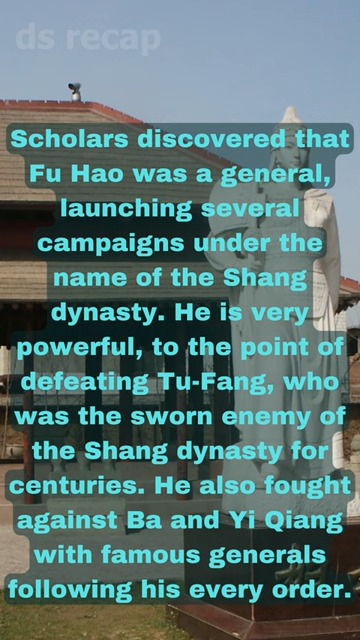 ds recap
Scholars discovered that
Fu Hao was a general,
launching several
campaigns under the
name of the Shang
dynasty. He is very
powerful, to the point of
defeating Tu-Fang, who
was the sworn enemy of
the Shang dynasty for
centuries. He also fought
against Ba and Yi Qiang
with famous generals
following his every order.